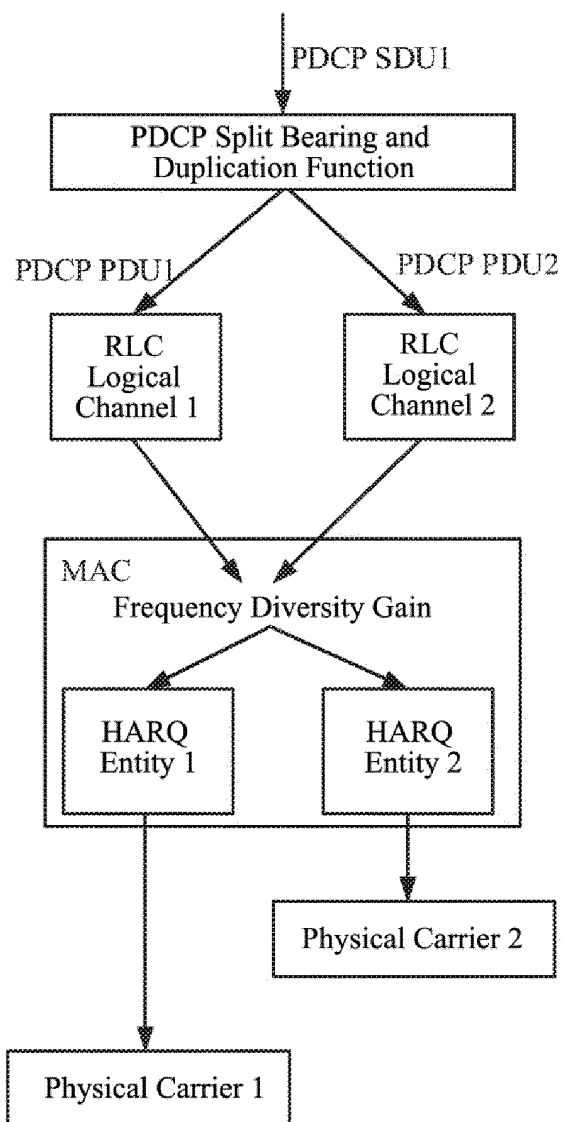 PDCP SDU1
PDCP Split Bearing and
Duplication Function
PDCP PDU1
PDCP PDU2
RLC
Logical
Channel 1
RLC
Logical
Channel 2
MAC
Frequency Diversity Gain
HARQ
Entity 1
HARQ
Entity 2
Physical Carrier 2
Physical Carrier 1